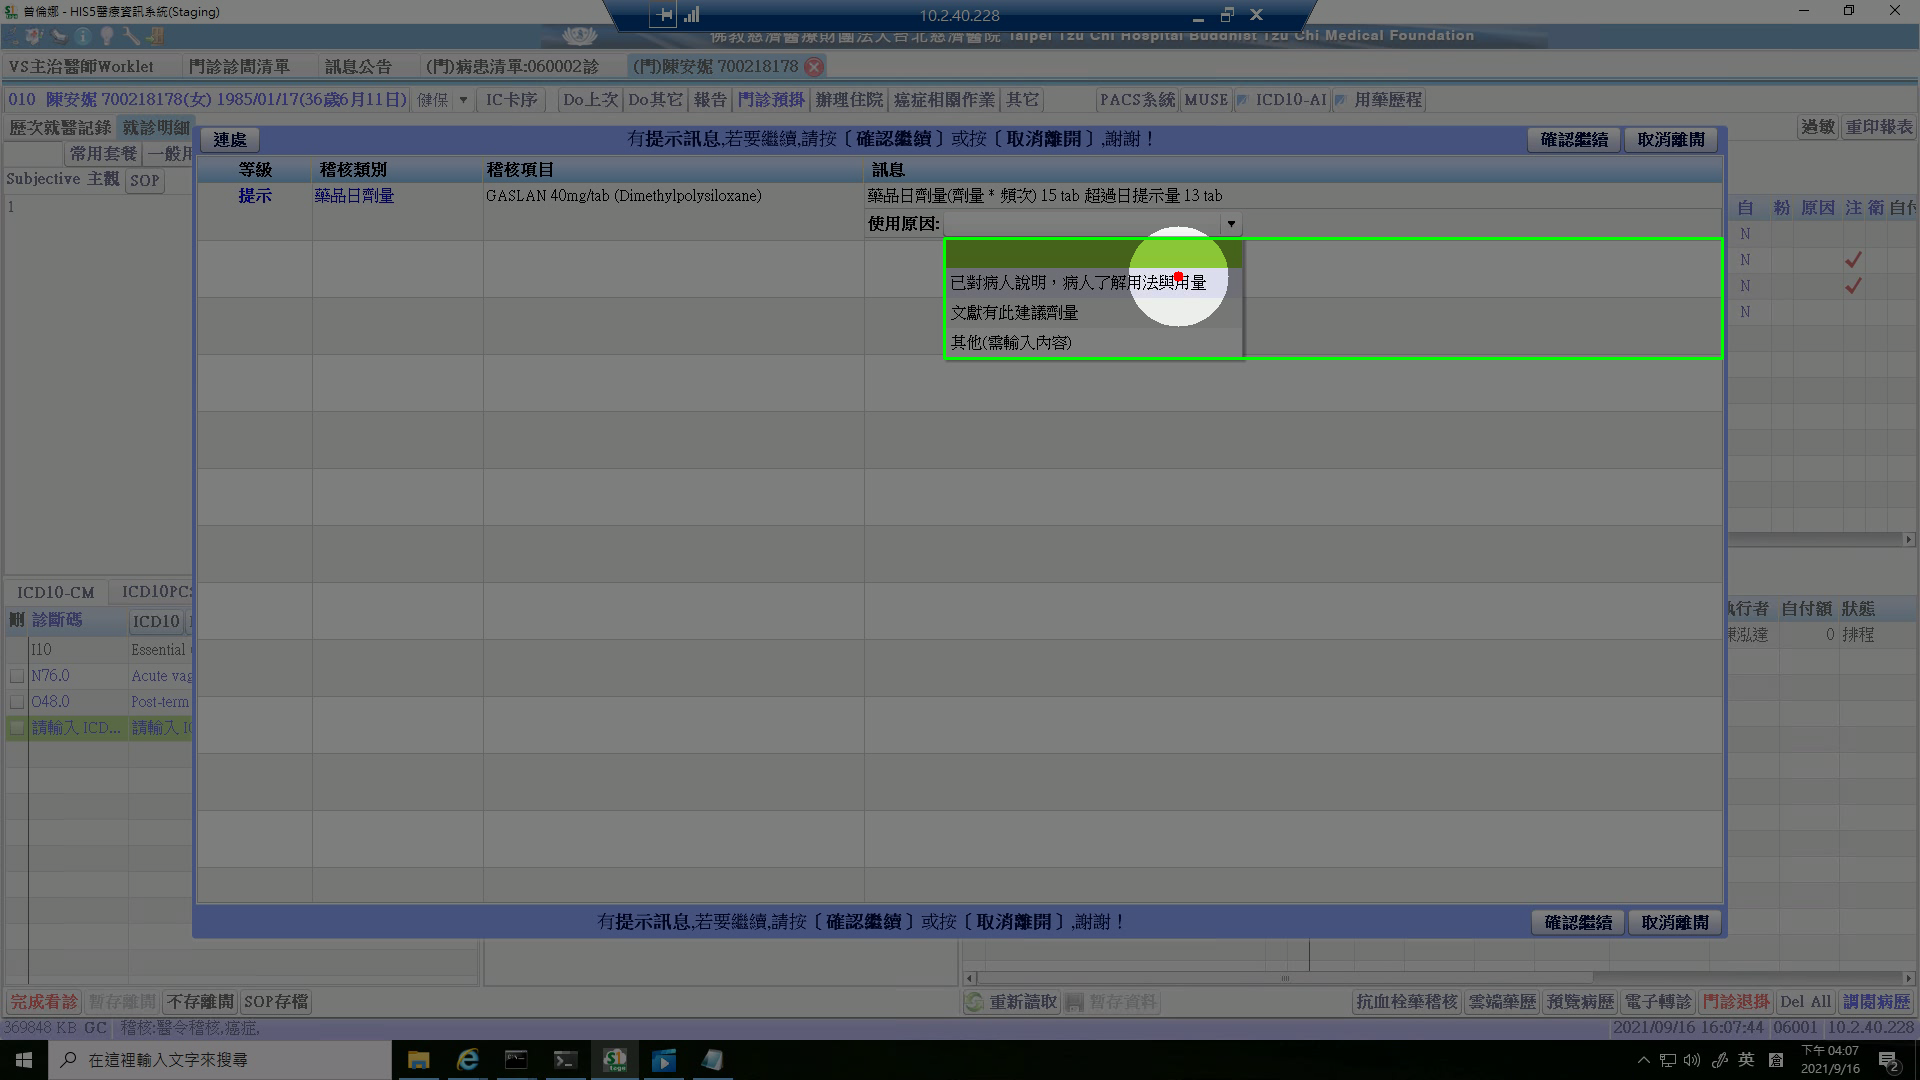 曾倫娜 - HIS5醫療資訊系統(Staging)
10.2.40.228
佛教慈濟醫療財團法人台北慈濟醫院 Taipei Tzu Chi Hospital Buddhist Tzu Chi Medical Foundation
VS主治醫師Worklet 門診診間清單 訊息公告 (門)病患清單:060002診 (門)陳安妮 700218178
010 陳安妮 700218178(女) 1985/01/17(36歲6月11日) 健保 IC卡序 Do上次 Do其它 報告 門診預掛 辦理住院 癌症相關作業 其它 PACS系統 MUSE ICD10-AI 用藥歷程
歷次就醫記錄 就診明細 過敏 重印報表
連處 有提示訊息,若要繼續,請按〔確認繼續〕或按〔取消離開〕,謝謝！ 確認繼續 取消離開
常用套餐 一般用
等級 稽核類別 稽核項目 訊息
Subjective 主觀 SOP
提示 藥品日劑量 GASLAN 40mg/tab (Dimethylpolysiloxane) 藥品日劑量(劑量 * 頻次) 15 tab 超過日提示量 13 tab
1
自 粉 原因 注 衛 自付
使用原因:
N
N
N
N
已對病人說明，病人了解用法與用量
文獻有此建議劑量
其他(需輸入內容)
ICD10-CM ICD10PC
刪 診斷碼 ICD10
執行者 自付額 狀態
陳泓達 0 排程
I10 Essential
N76.0 Acute vag
O48.0 Post-term
請輸入 ICD... 請輸入 IC
有提示訊息,若要繼續,請按〔確認繼續〕或按〔取消離開〕,謝謝！ 確認繼續 取消離開
完成看診 暫存離開 不存離開 SOP存檔 重新讀取 暫存資料 抗血栓藥稽核 雲端藥歷 預覽病歷 電子轉診 門診退掛 Del All 調閱病歷
369848 KB GC 稽核:醫令稽核,癌症, 2021/09/16 16:07:44 06001 10.2.40.228
在這裡輸入文字來搜尋
英
下午 04:07
2021/9/16
2